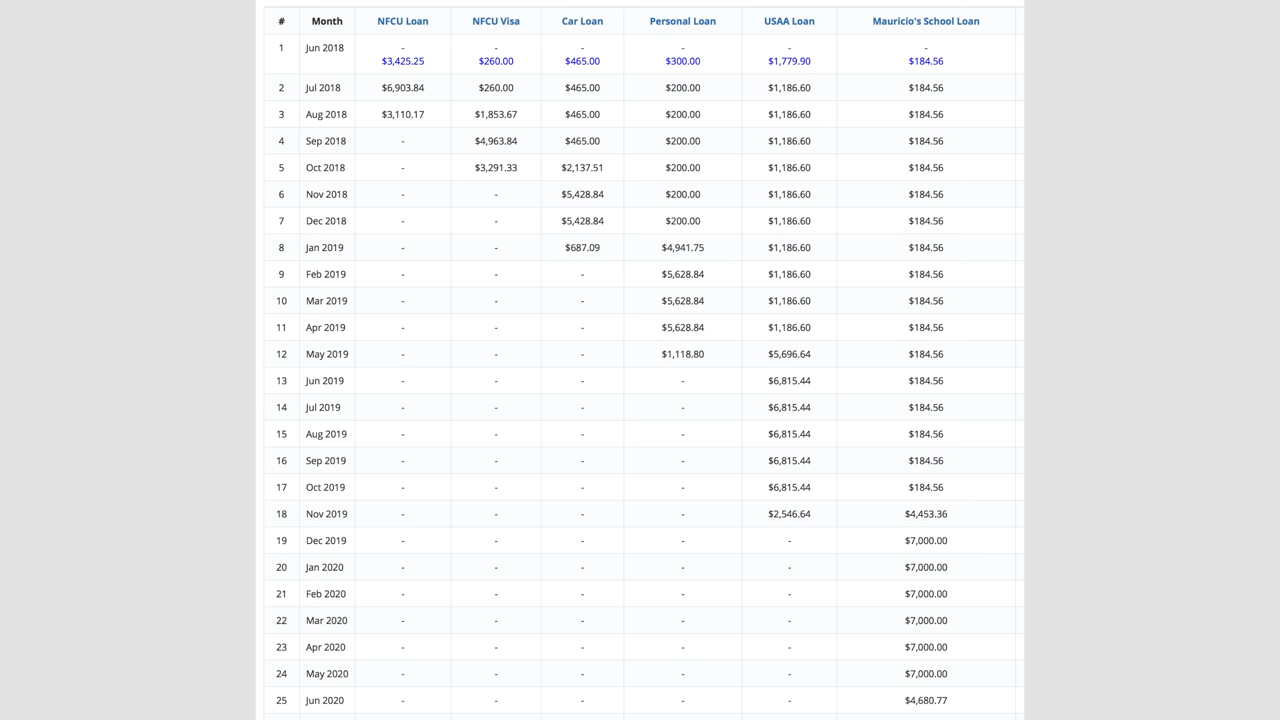 # Month NFCU Loan NFCU Visa Car Loan Personal Loan USAA Loan Mauricio's School Loan
1 Jun 2018 - - - - - -
$3,425.25 $260.00 $465.00 $300.00 $1,779.90 $184.56
2 Jul 2018 $6,903.84 $260.00 $465.00 $200.00 $1,186.60 $184.56
3 Aug 2018 $3,110.17 $1,853.67 $465.00 $200.00 $1,186.60 $184.56
4 Sep 2018 - $4,963.84 $465.00 $200.00 $1,186.60 $184.56
5 Oct 2018 - $3,291.33 $2,137.51 $200.00 $1,186.60 $184.56
6 Nov 2018 - - $5,428.84 $200.00 $1,186.60 $184.56
7 Dec 2018 - - $5,428.84 $200.00 $1,186.60 $184.56
8 Jan 2019 - - $687.09 $4,941.75 $1,186.60 $184.56
9 Feb 2019 - - - $5,628.84 $1,186.60 $184.56
10 Mar 2019 - - - $5,628.84 $1,186.60 $184.56
11 Apr 2019 - - - $5,628.84 $1,186.60 $184.56
12 May 2019 - - - $1,118.80 $5,696.64 $184.56
13 Jun 2019 - - - - $6,815.44 $184.56
14 Jul 2019 - - - - $6,815.44 $184.56
15 Aug 2019 - - - - $6,815.44 $184.56
16 Sep 2019 - - - - $6,815.44 $184.56
17 Oct 2019 - - - - $6,815.44 $184.56
18 Nov 2019 - - - - $2,546.64 $4,453.36
19 Dec 2019 - - - - - $7,000.00
20 Jan 2020 - - - - - $7,000.00
21 Feb 2020 - - - - - $7,000.00
22 Mar 2020 - - - - - $7,000.00
23 Apr 2020 - - - - - $7,000.00
24 May 2020 - - - - - $7,000.00
25 Jun 2020 - - - - - $4,680.77